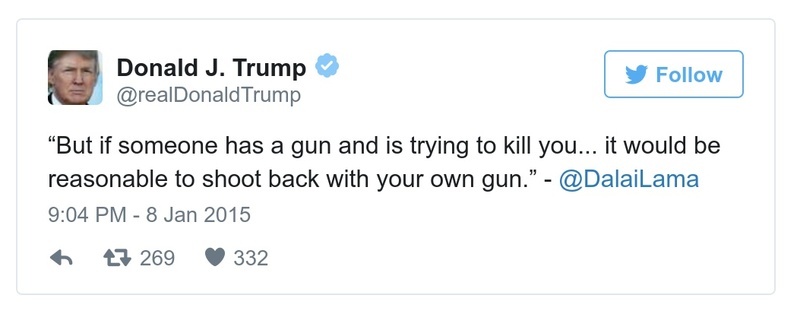 Donald J. Trump
@realDonaldTrump
Follow
“But if someone has a gun and is trying to kill you... it would be
reasonable to shoot back with your own gun.” - @DalaiLama
9:04 PM - 8 Jan 2015
269 332